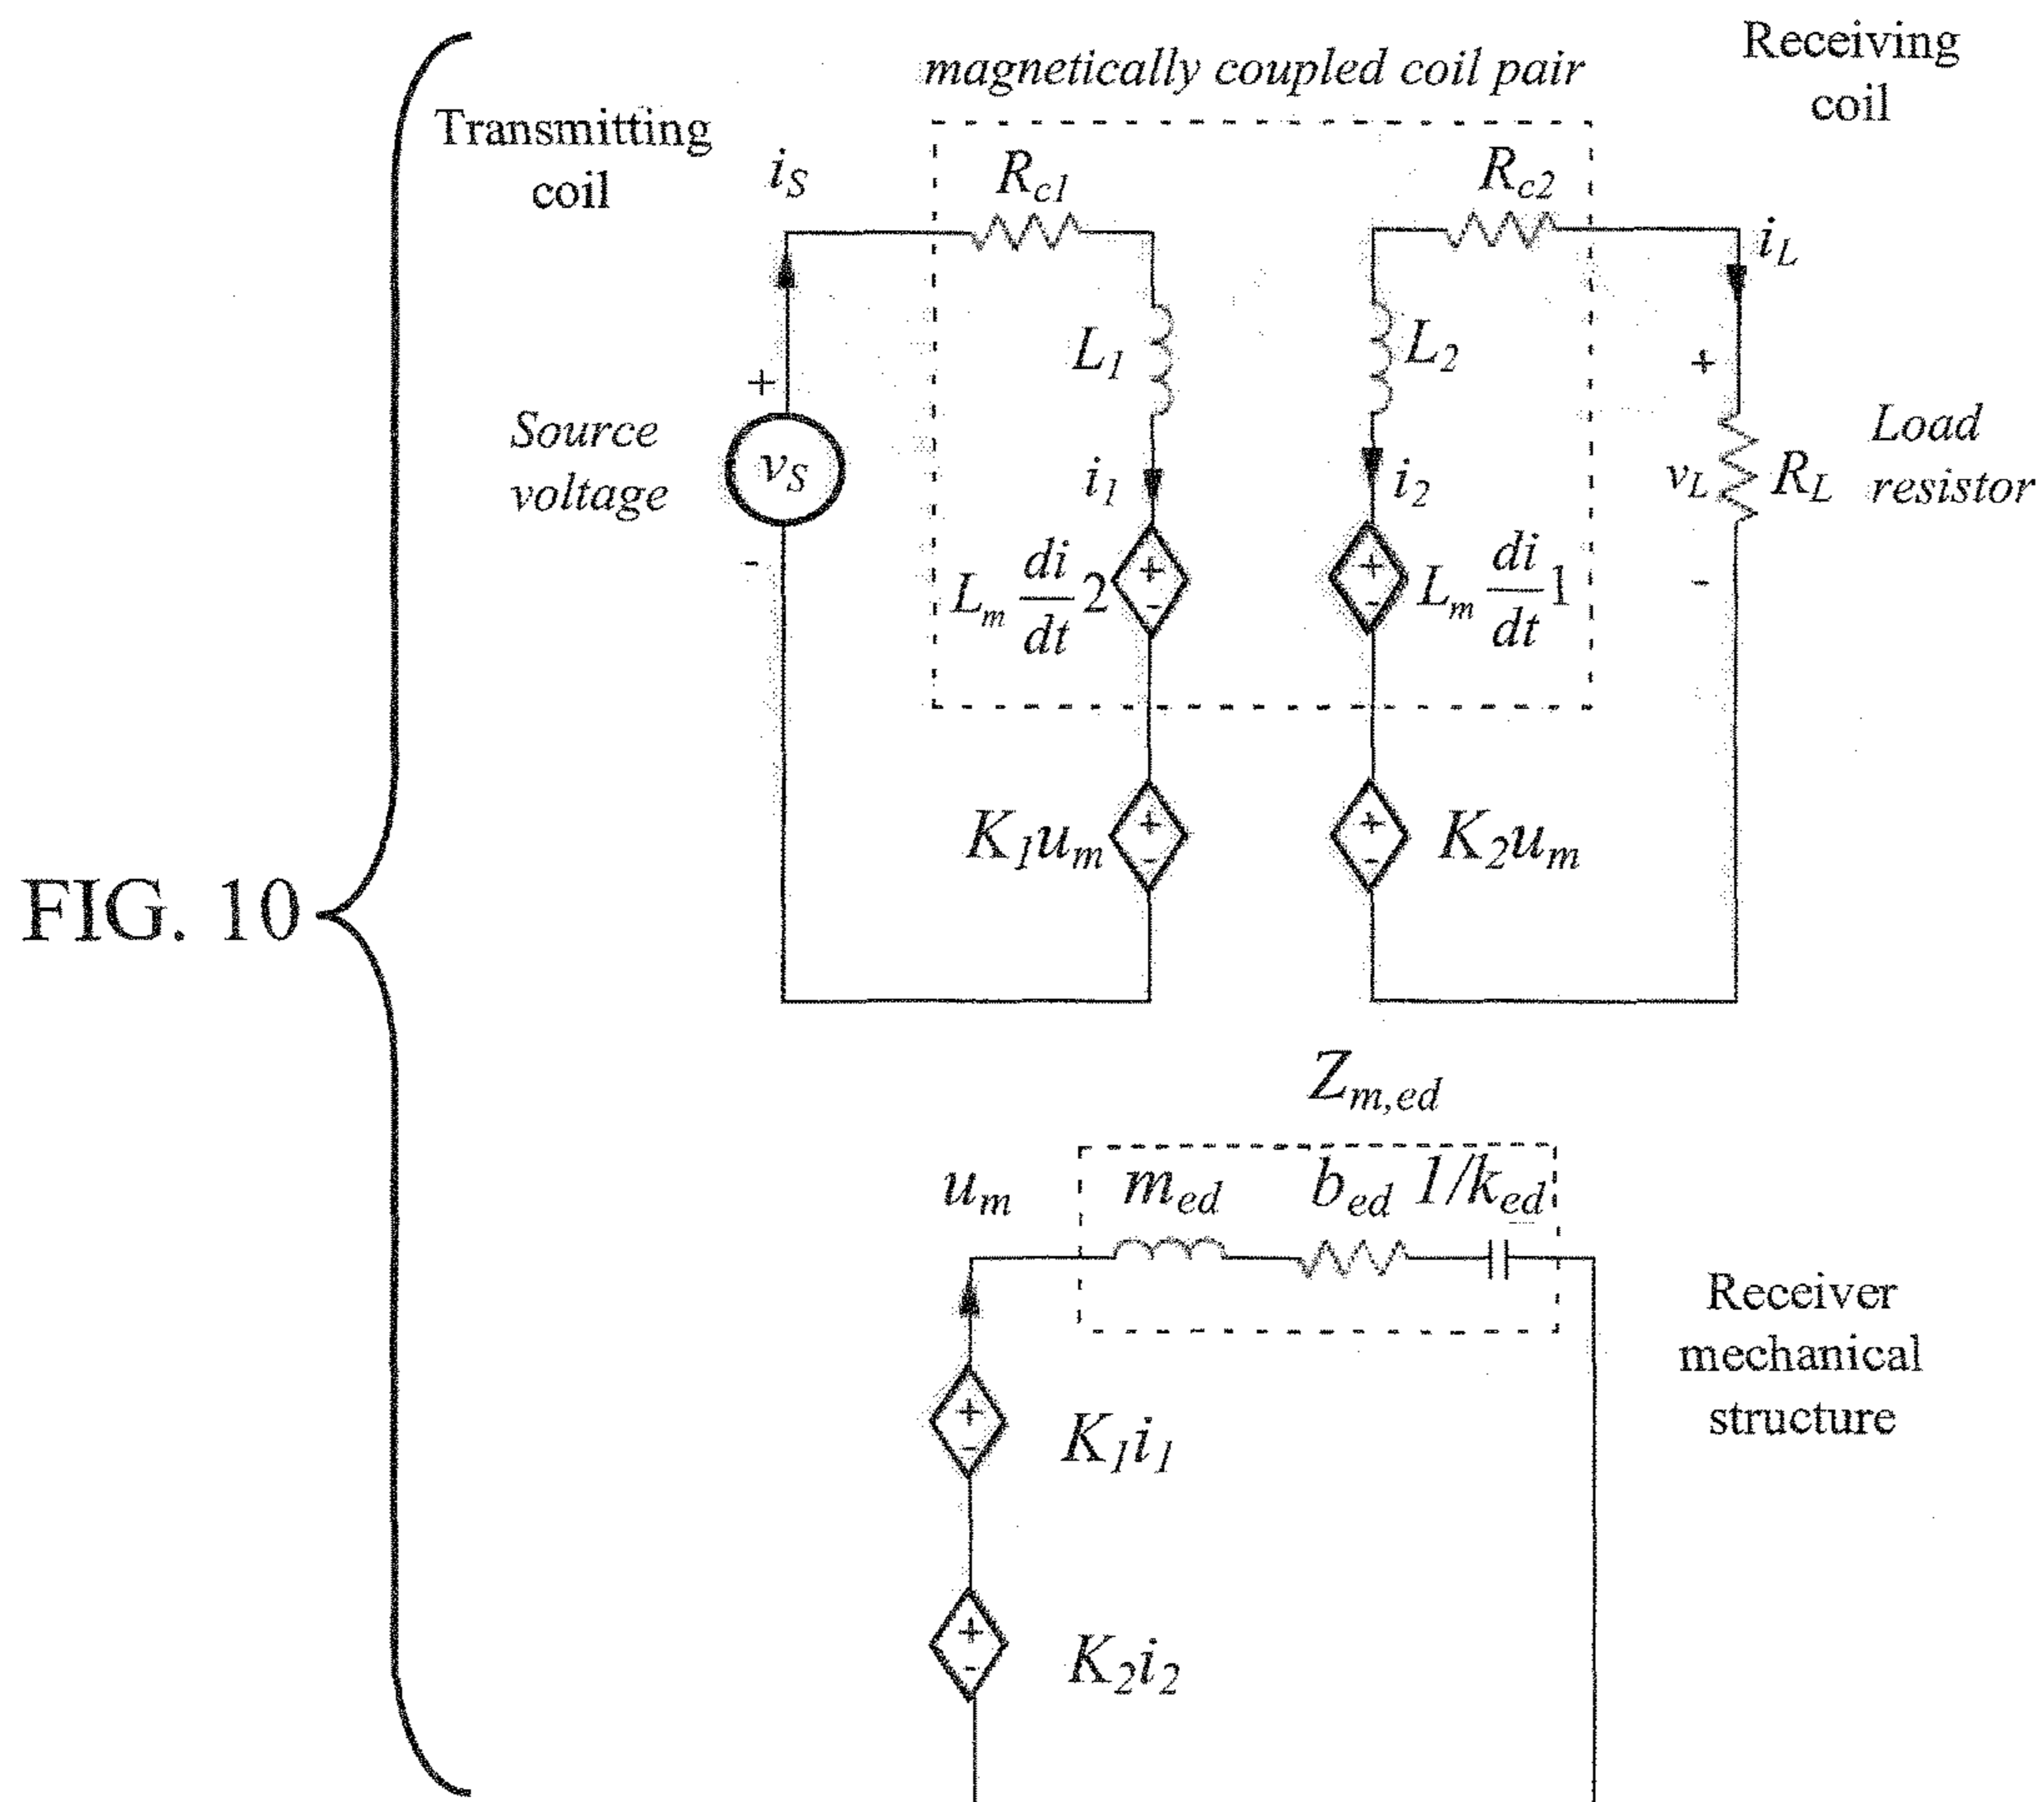 magnetically coupled coil pair
Receiving
coil
Transmitting
coil
i_S
R_c1
R_c2
i_L
L_1
L_2
+
+
Source
voltage
v_S
i_1
i_2
v_L
R_L
Load
resistor
-
L_m di/dt 2
+
-
+
-
L_m di/dt 1
-
K_1u_m
+
-
+
-
K_2u_m
FIG. 10
Z_m,ed
u_m
m_ed
b_ed
1/k_ed
Receiver
mechanical
structure
+
-
K_1i_1
+
-
K_2i_2